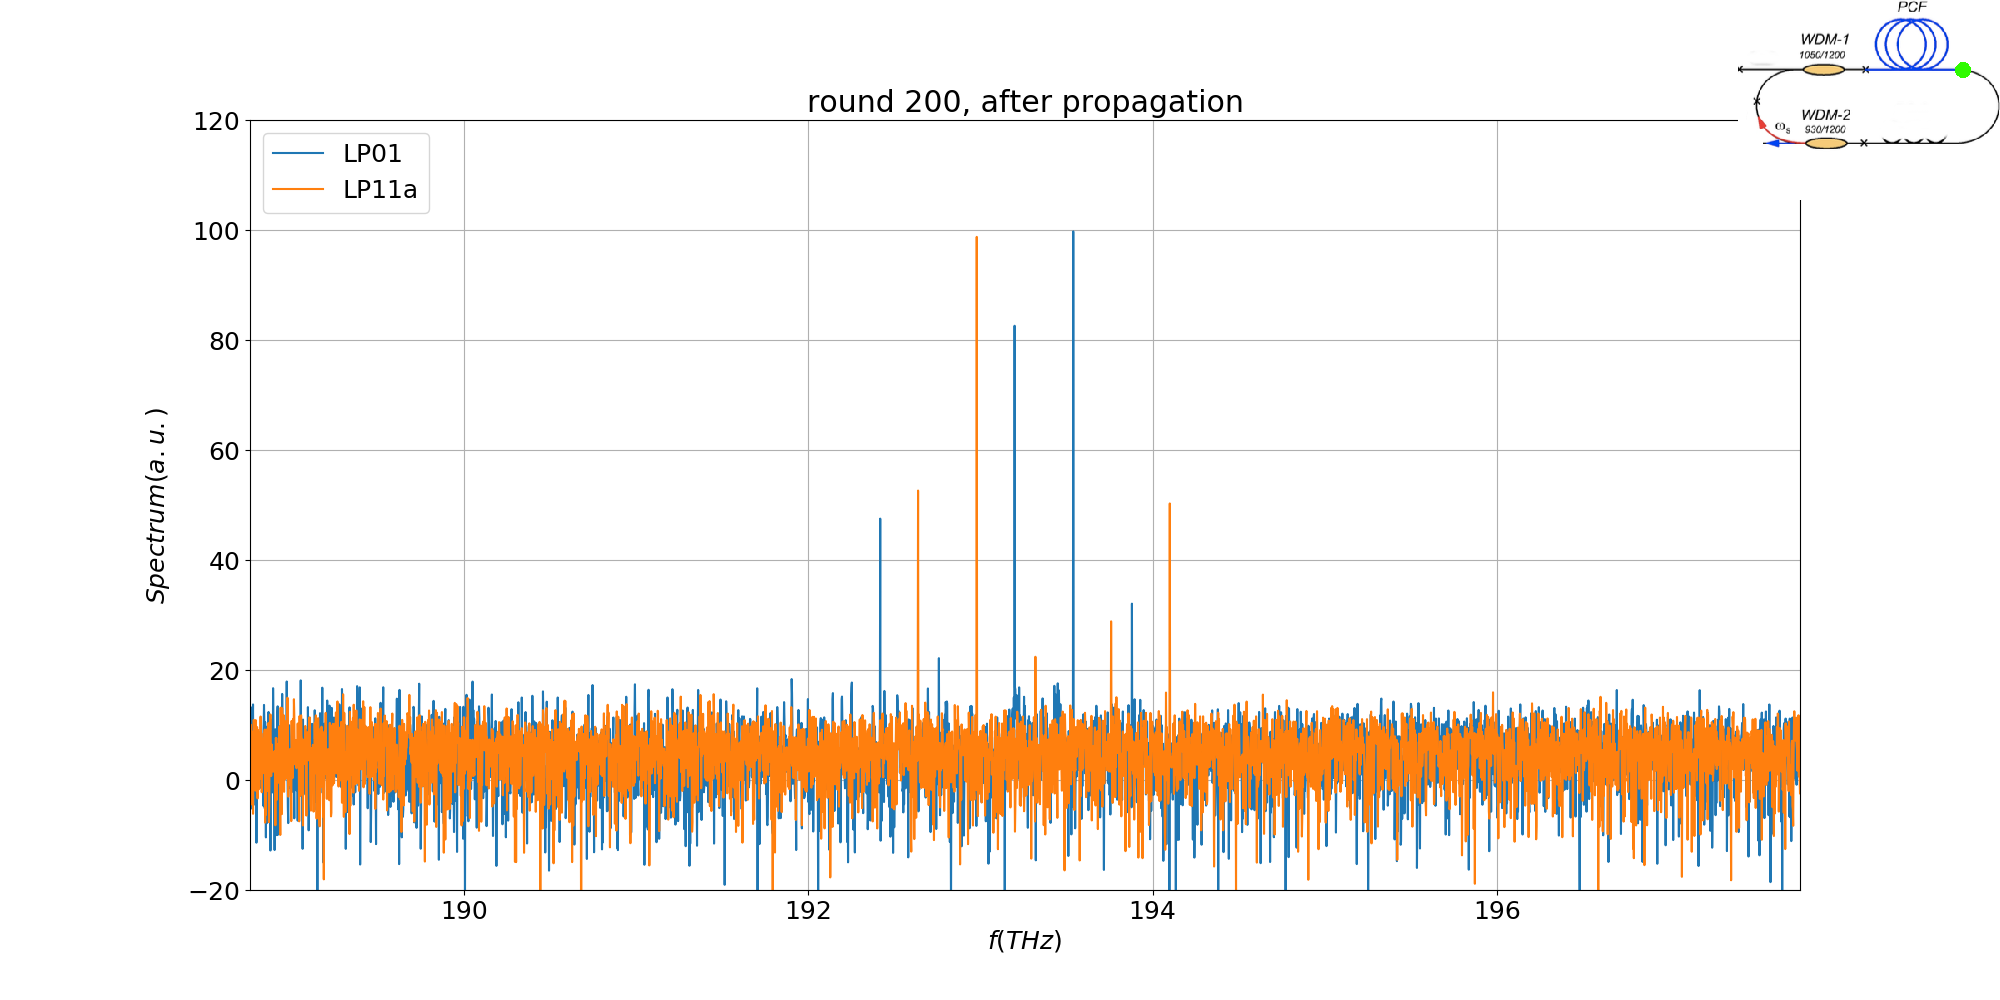 PCF
WDM-1
1050/1200
round 200, after propagation
WDM-2
930/1200
ωs
120
100
80
60
40
20
0
−20
LP01
LP11a
Spectrum(a.u.)
190
192
194
196
f(THz)